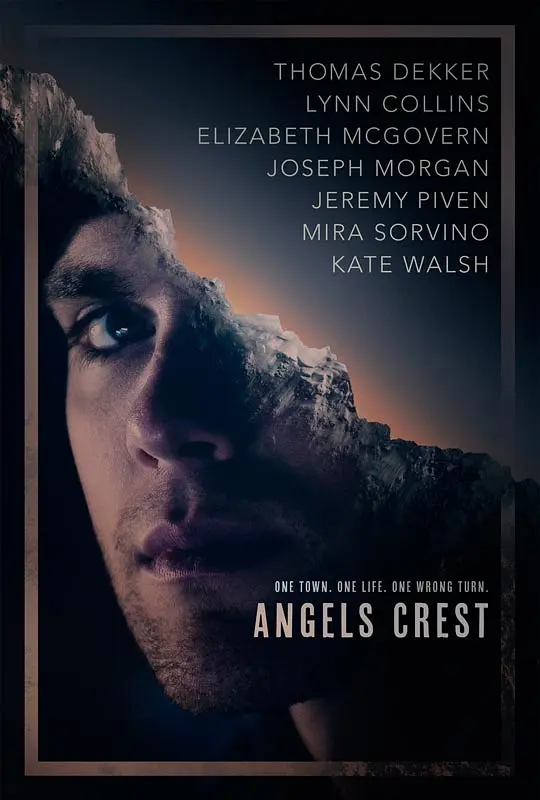 THOMAS DEKKER
LYNN COLLINS
ELIZABETH MCGOVERN
JOSEPH MORGAN
JEREMY PIVEN
MIRA SORVINO
KATE WALSH
ONE TOWN. ONE LIFE. ONE WRONG TURN.
ANGELS CREST